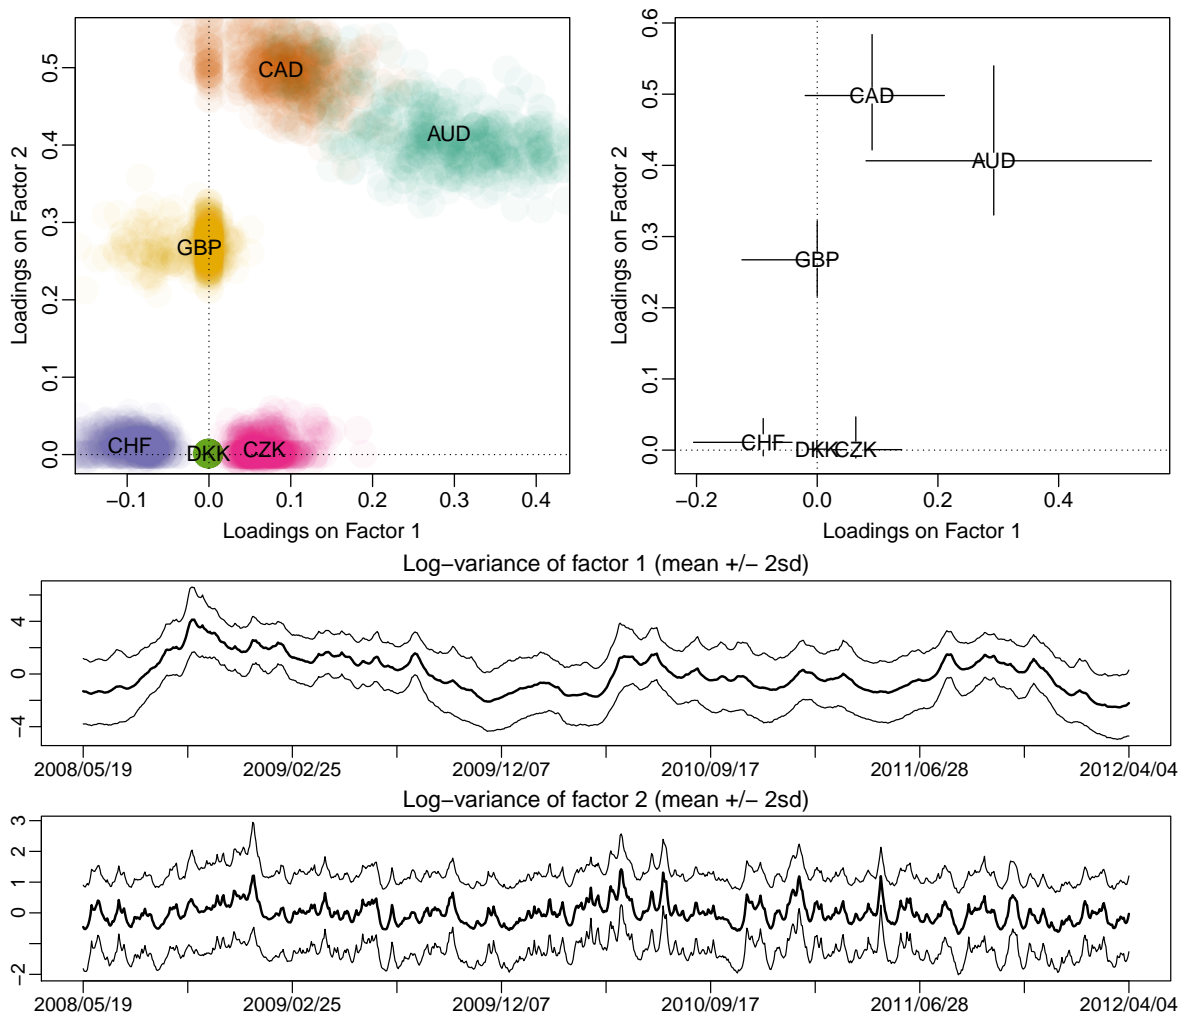 Loadings on Factor 2
0.0 0.1 0.2 0.3 0.4 0.5
CAD
AUD
GBP
CHF
DKK
CZK
−0.1 0.0 0.1 0.2 0.3 0.4
Loadings on Factor 1
Loadings on Factor 2
0.0 0.1 0.2 0.3 0.4 0.5 0.6
CAD
AUD
GBP
CHF
DKK
CZK
−0.2 0.0 0.2 0.4
Loadings on Factor 1
Log−variance of factor 1 (mean +/− 2sd)
−4 0 4
2008/05/19 2009/02/25 2009/12/07 2010/09/17 2011/06/28 2012/04/04
Log−variance of factor 2 (mean +/− 2sd)
−2 0 1 2 3
2008/05/19 2009/02/25 2009/12/07 2010/09/17 2011/06/28 2012/04/04